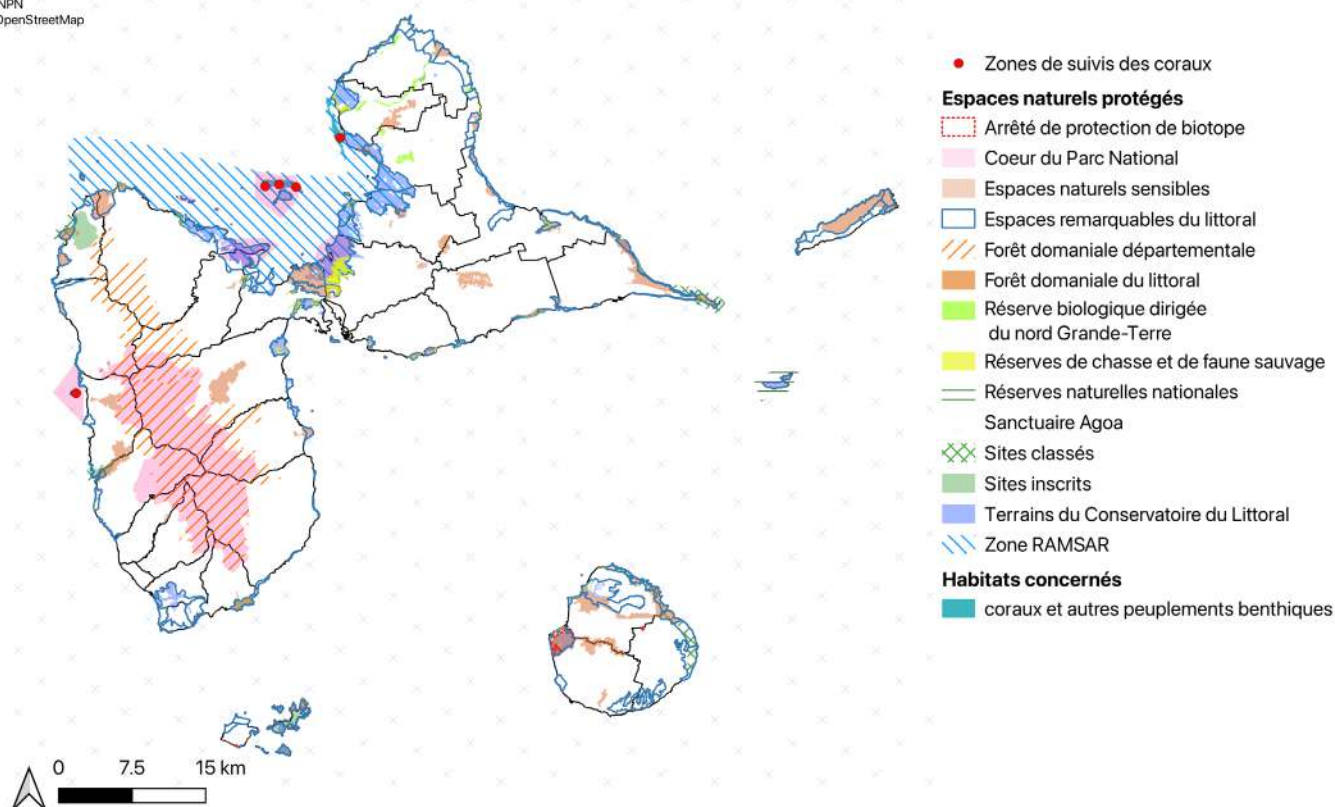 NPN
OpenStreetMap
Zones de suivis des coraux
Espaces naturels protégés
Arrêté de protection de biotope
Coeur du Parc National
Espaces naturels sensibles
Espaces remarquables du littoral
Forêt domaniale départementale
Forêt domaniale du littoral
Réserve biologique dirigée
du nord Grande-Terre
Réserves de chasse et de faune sauvage
Réserves naturelles nationales
Sanctuaire Agoa
Sites classés
Sites inscrits
Terrains du Conservatoire du Littoral
Zone RAMSAR
Habitats concernés
coraux et autres peuplements benthiques
0 7.5 15 km